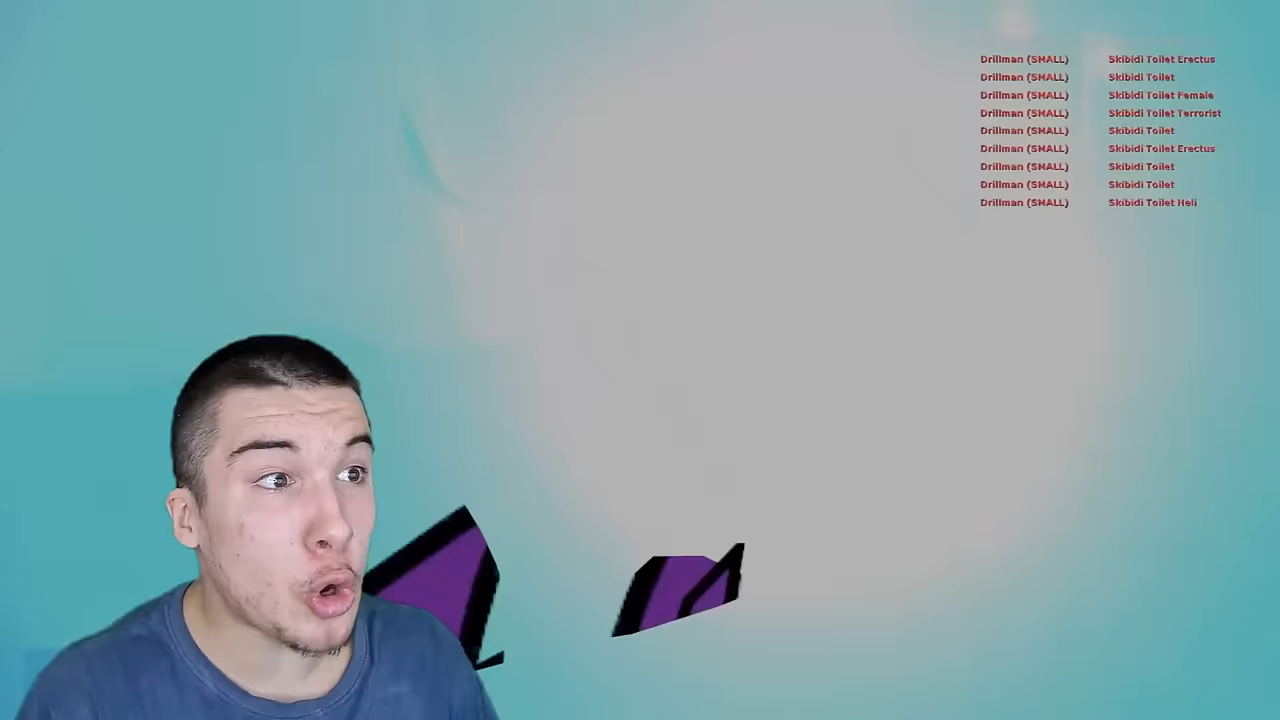 Drillman (SMALL) Skibidi Toilet Erectus
Drillman (SMALL) Skibidi Toilet
Drillman (SMALL) Skibidi Toilet Female
Drillman (SMALL) Skibidi Toilet Terrorist
Drillman (SMALL) Skibidi Toilet
Drillman (SMALL) Skibidi Toilet Erectus
Drillman (SMALL) Skibidi Toilet
Drillman (SMALL) Skibidi Toilet
Drillman (SMALL) Skibidi Toilet Heli